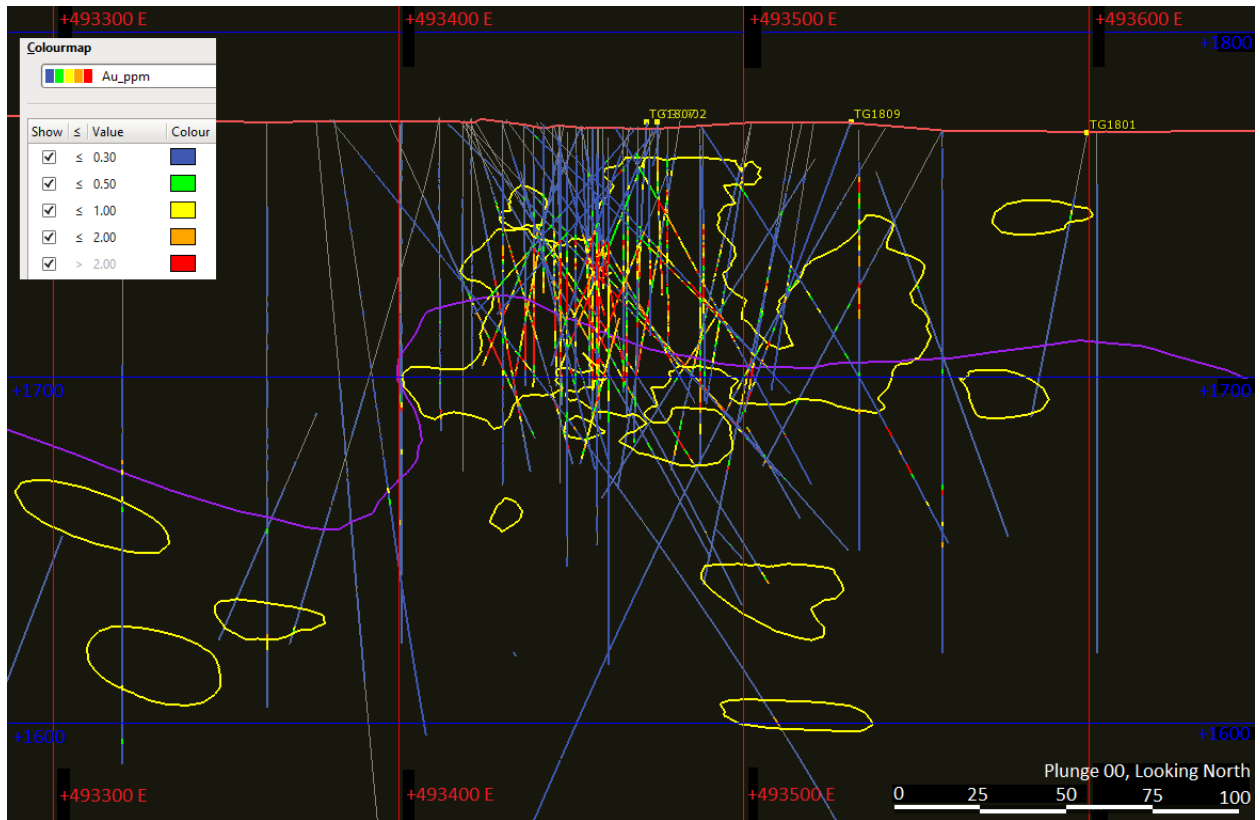 +493300 E
+493400 E
+493500 E
+493600 E
+1800
Colourmap
Au_ppm
Show ≤ Value Colour
≤ 0.30
≤ 0.50
≤ 1.00
≤ 2.00
> 2.00
TG1809
TG1801
+1700
+1700
+1600
+1600
Plunge 00, Looking North
+493300 E
+493400 E
+493500 E
0 25 50 75 100